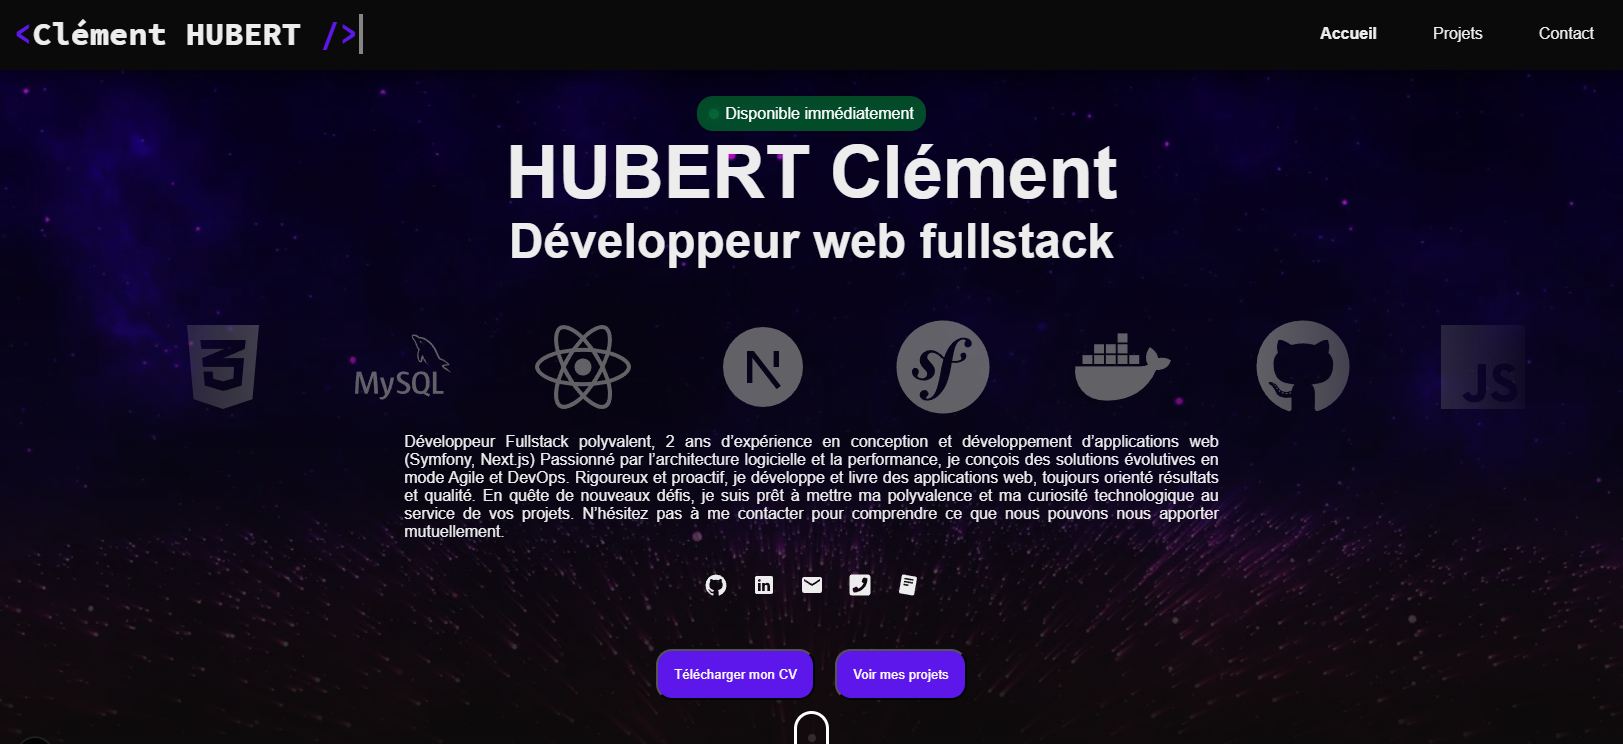 <Clément HUBERT />
Accueil
Projets
Contact
Disponible immédiatement
HUBERT Clément
Développeur web fullstack
3
MySQL
N
sf
JS
Développeur Fullstack polyvalent, 2 ans d’expérience en conception et développement d’applications web
(Symfony, Next.js) Passionné par l’architecture logicielle et la performance, je conçois des solutions évolutives en
mode Agile et DevOps. Rigoureux et proactif, je développe et livre des applications web, toujours orienté résultats
et qualité. En quête de nouveaux défis, je suis prêt à mettre ma polyvalence et ma curiosité technologique au
service de vos projets. N’hésitez pas à me contacter pour comprendre ce que nous pouvons nous apporter
mutuellement.
in
Télécharger mon CV
Voir mes projets